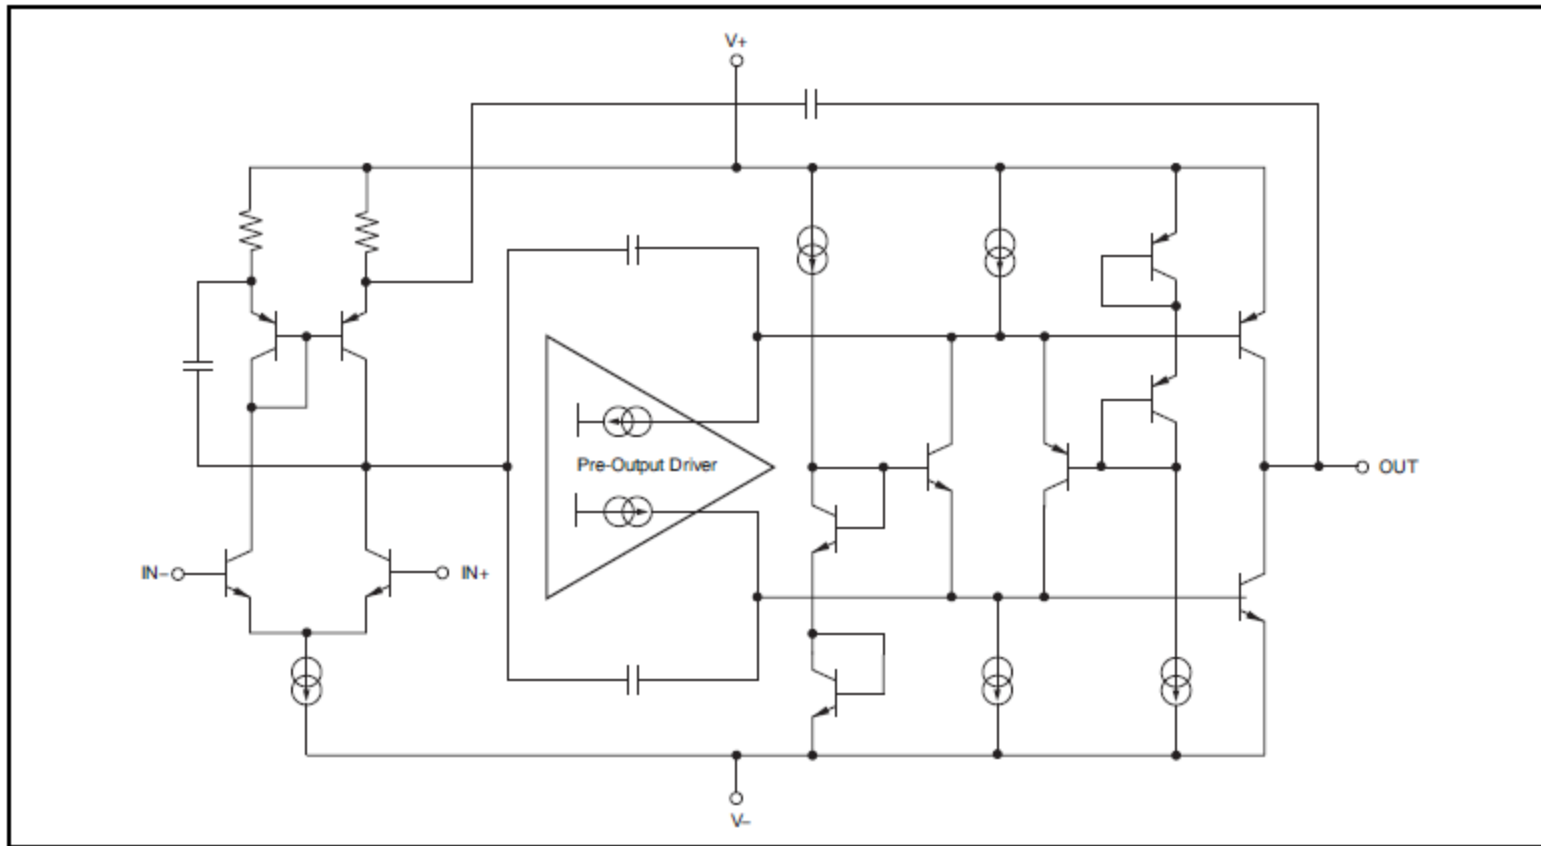 V+
Pre-Output Driver
OUT
IN–
IN+
V–